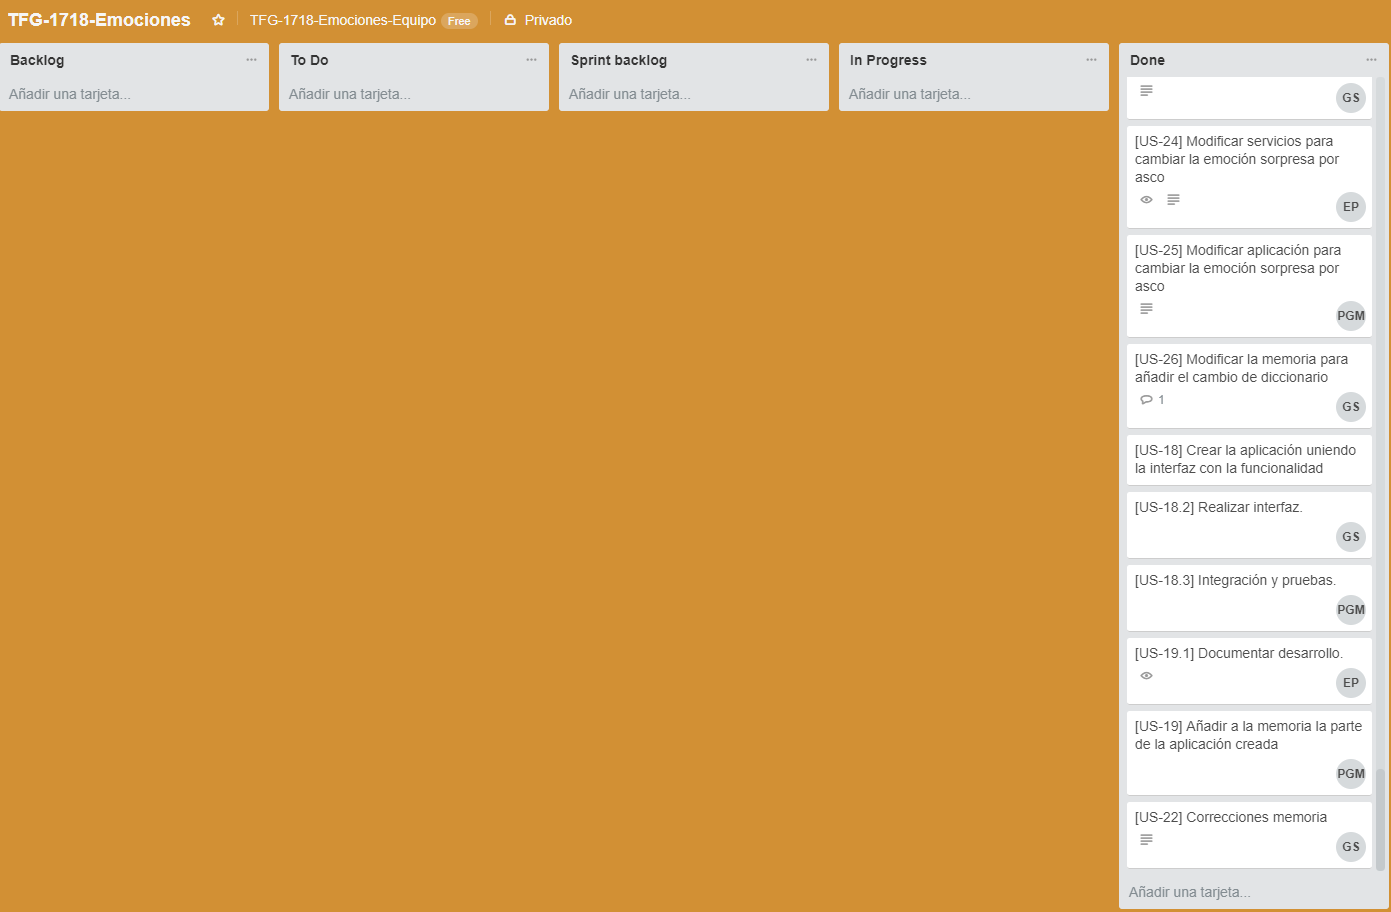 TFG-1718-Emociones
TFG-1718-Emociones-Equipo Free
Privado
Backlog
Añadir una tarjeta...
To Do
Añadir una tarjeta...
Sprint backlog
Añadir una tarjeta...
In Progress
Añadir una tarjeta...
Done
GS
[US-24] Modificar servicios para
cambiar la emoción sorpresa por
asco
EP
[US-25] Modificar aplicación para
cambiar la emoción sorpresa por
asco
PGM
[US-26] Modificar la memoria para
añadir el cambio de diccionario
1
GS
[US-18] Crear la aplicación uniendo
la interfaz con la funcionalidad
[US-18.2] Realizar interfaz.
GS
[US-18.3] Integración y pruebas.
PGM
[US-19.1] Documentar desarrollo.
EP
[US-19] Añadir a la memoria la parte
de la aplicación creada
PGM
[US-22] Correcciones memoria
GS
Añadir una tarjeta...